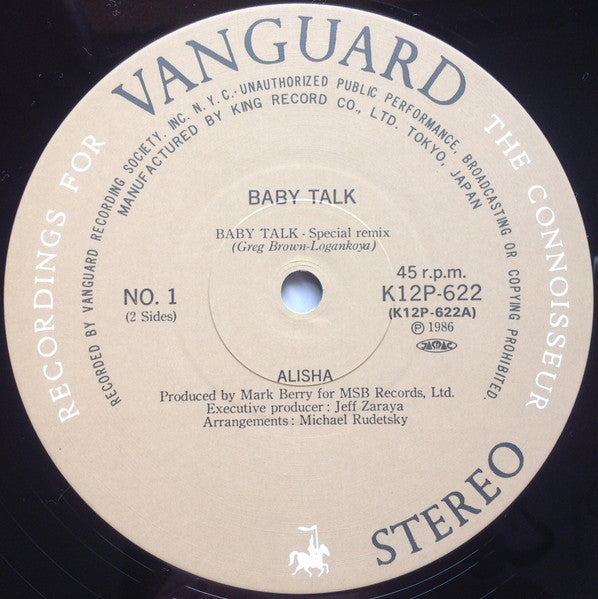 VANGUARD
RECORDINGS FOR THE CONNOISSEUR
RECORDED BY VANGUARD RECORDING SOCIETY, INC. N.Y.C.·UNAUTHORIZED PUBLIC PERFORMANCE, BROADCASTING OR COPYING PROHIBITED.
MANUFACTURED BY KING RECORD CO., LTD. TOKYO, JAPAN
BABY TALK
BABY TALK - Special remix
(Greg Brown-Logankoya)
NO. 1
(2 Sides)
45 r.p.m.
K12P-622
(K12P-622A)
Ⓟ 1986
JASRAC
ALISHA
Produced by Mark Berry for MSB Records, Ltd.
Executive producer : Jeff Zaraya
Arrangements : Michael Rudetsky
STEREO